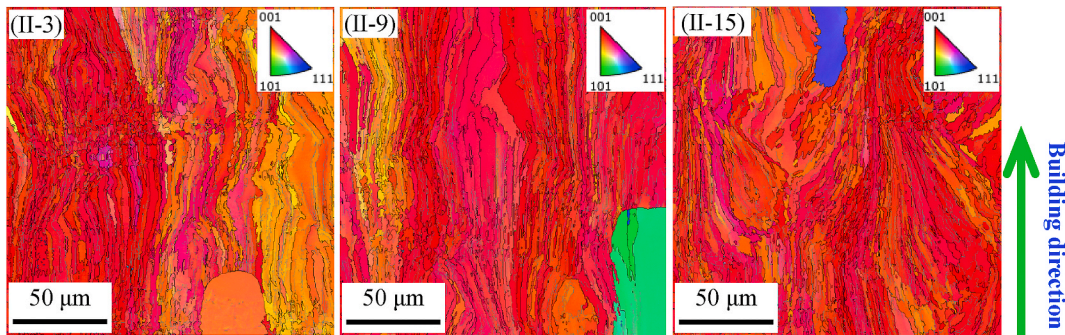 (II-3)
001
101
111
50 μm
(II-9)
001
101
111
50 μm
(II-15)
001
101
111
50 μm
Building direction